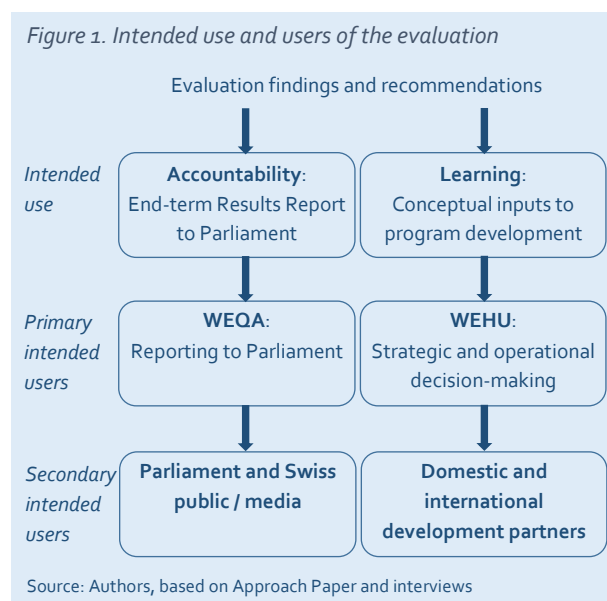 Figure 1. Intended use and users of the evaluation
Evaluation findings and recommendations
Intended
use
Accountability:
End-term Results Report
to Parliament
Learning:
Conceptual inputs to
program development
Primary
intended
users
WEQA:
Reporting to Parliament
WEHU:
Strategic and operational
decision-making
Secondary
intended
users
Parliament and Swiss
public / media
Domestic and
international
development partners
Source: Authors, based on Approach Paper and interviews